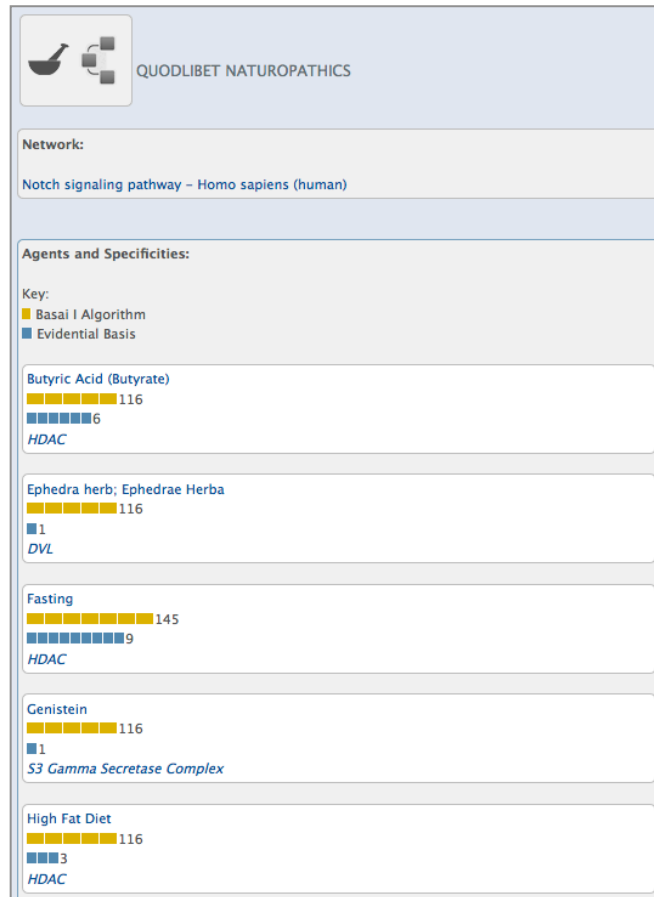 QUODLIBET NATUROPATHICS
Network:
Notch signaling pathway – Homo sapiens (human)
Agents and Specificities:
Key:
Basai I Algorithm
Evidential Basis
Butyric Acid (Butyrate)
116
6
HDAC
Ephedra herb; Ephedrae Herba
116
1
DVL
Fasting
145
9
HDAC
Genistein
116
1
S3 Gamma Secretase Complex
High Fat Diet
116
3
HDAC